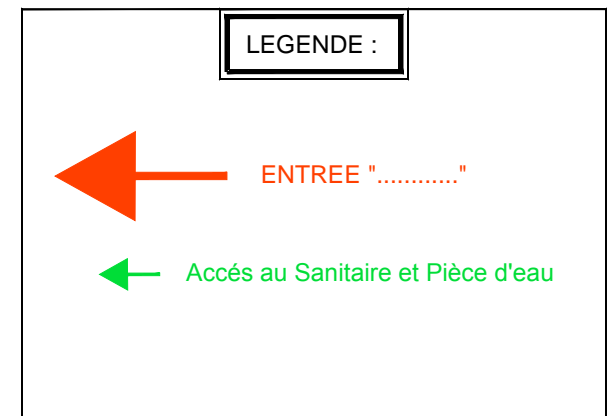 LEGENDE :
ENTREE "............"
Accés au Sanitaire et Pièce d'eau